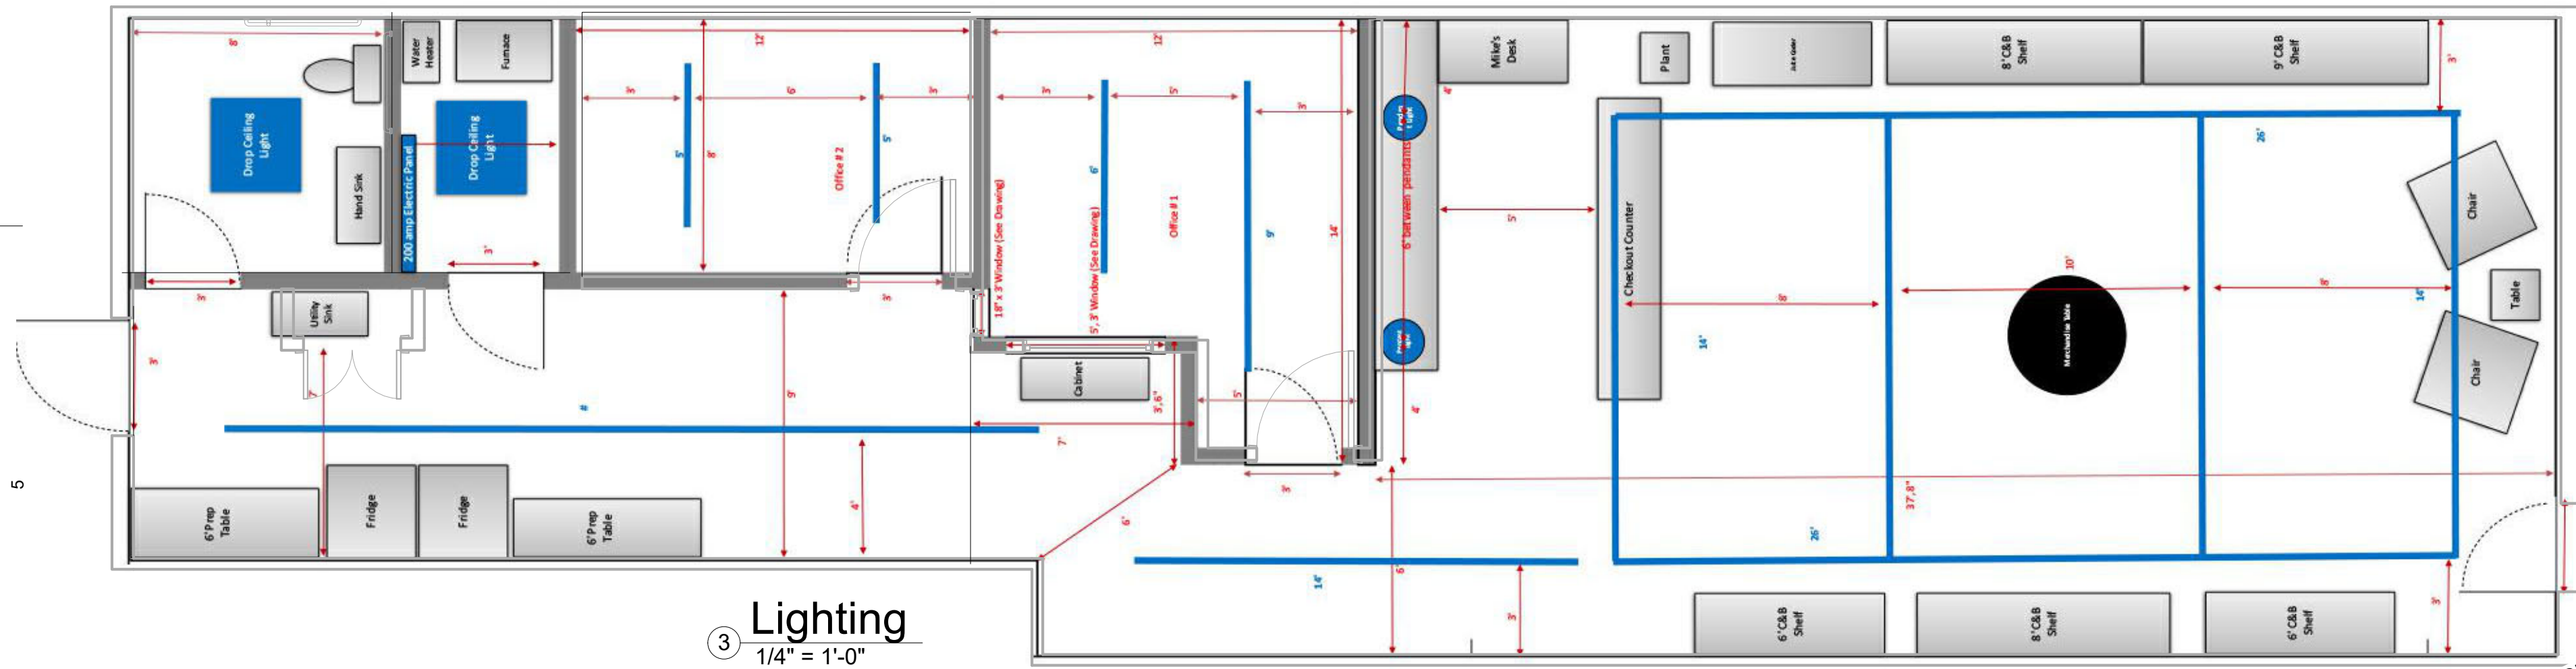 8'
Water
Heater
Furnace
12'
12'
Mike's
Desk
Plant
8' C&B
Shelf
9' C&B
Shelf
3'
Drop Ceiling
Light
Drop Ceiling
Light
Hand Sink
200 amp Electric Panel
3'
3'
6'
3'
5'
8'
5'
Office # 2
3'
5'
3'
6'
9'
14'
Office # 1
18" x 3' Window (See Drawing)
5', 3' Window (See Drawing)
4'
6' between pendants
5'
Checkout Counter
26'
Chair
10'
8'
8'
14'
Table
Chair
Merchandise Table
14'
3'
3'
3'
Utility
Sink
3'
7'
#
9'
Cabinet
3',6"
5'
4'
7'
3'
37',8"
5
6' Prep
Table
Fridge
Fridge
6' Prep
Table
4'
6'
26'
14'
6'
3'
3'
6' C&B
Shelf
8' C&B
Shelf
6' C&B
Shelf
3
Lighting
1/4" = 1'-0"